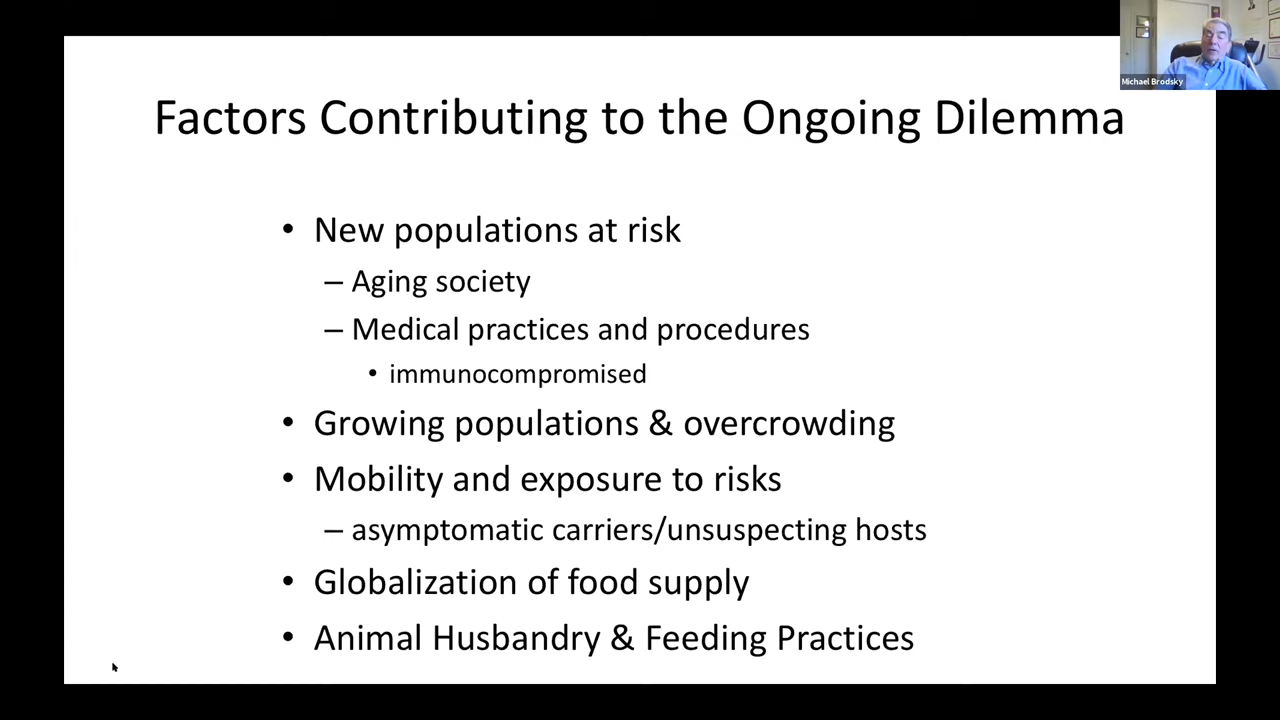 Michael Brodsky
Factors Contributing to the Ongoing Dilemma
• New populations at risk
– Aging society
– Medical practices and procedures
• immunocompromised
• Growing populations & overcrowding
• Mobility and exposure to risks
– asymptomatic carriers/unsuspecting hosts
• Globalization of food supply
• Animal Husbandry & Feeding Practices